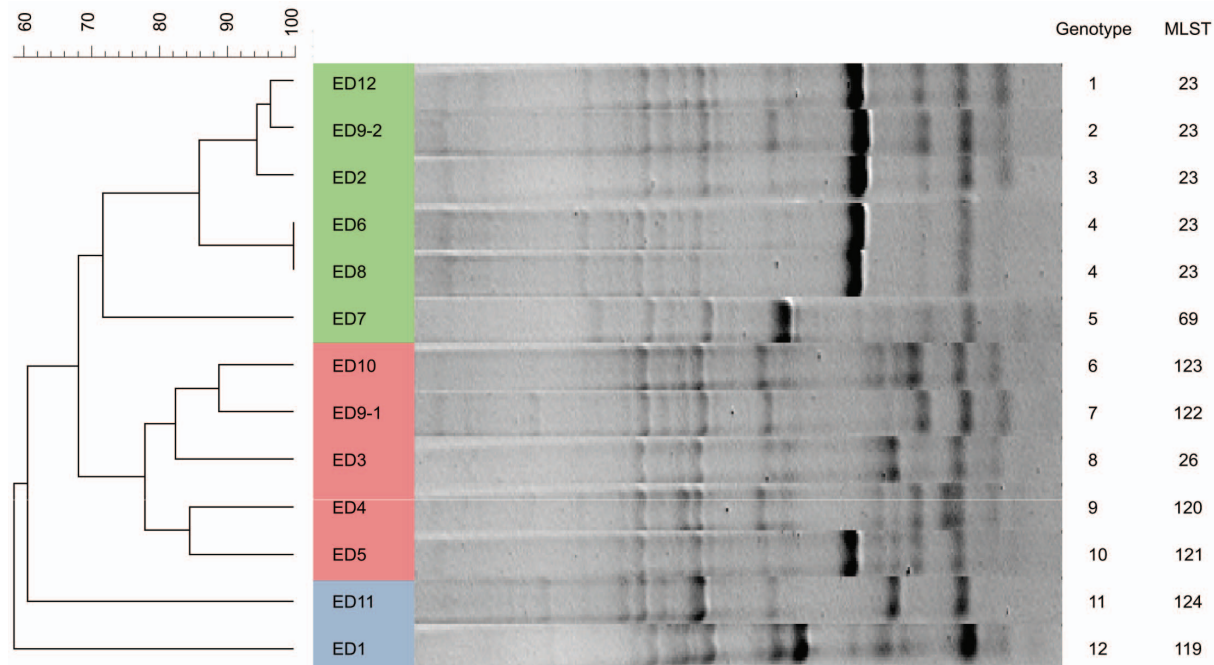 60 70 80 90 100
Genotype MLST
ED12 1 23
ED9-2 2 23
ED2 3 23
ED6 4 23
ED8 4 23
ED7 5 69
ED10 6 123
ED9-1 7 122
ED3 8 26
ED4 9 120
ED5 10 121
ED11 11 124
ED1 12 119